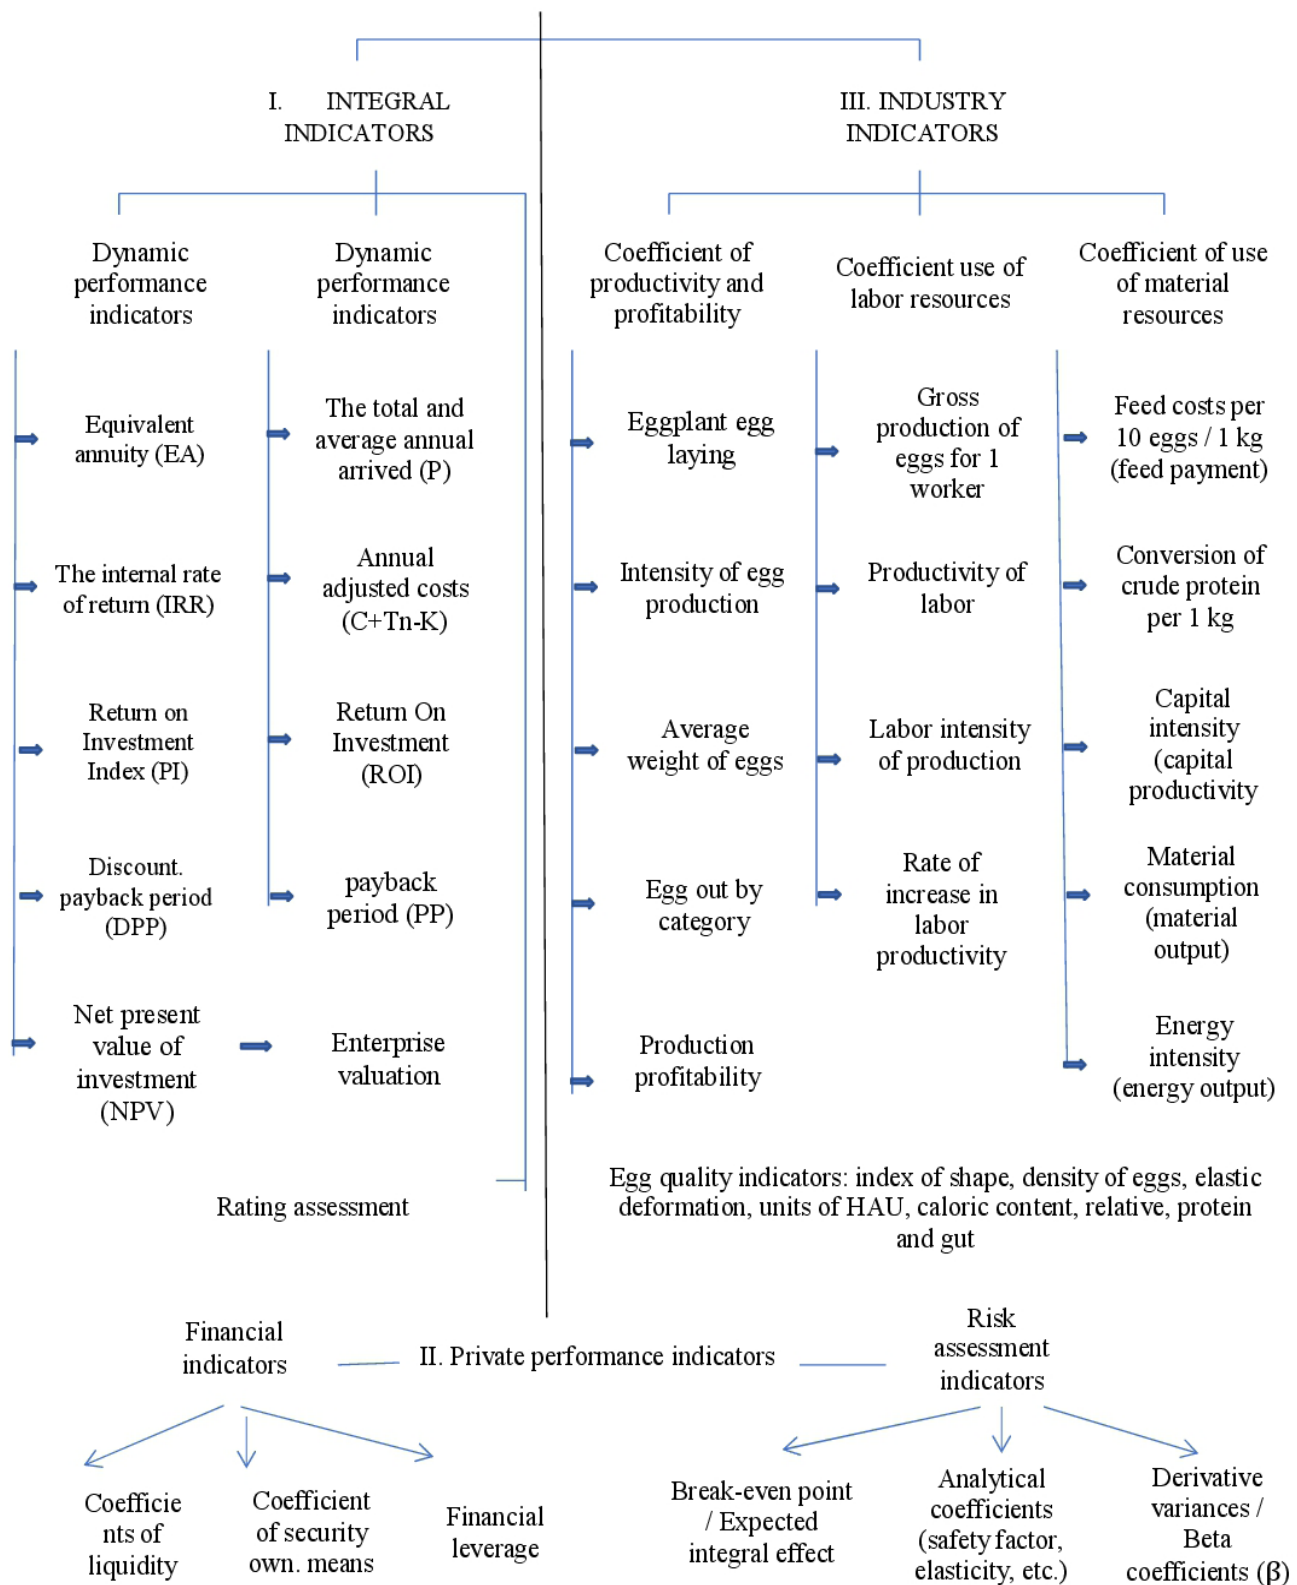 I. INTEGRAL
INDICATORS
III. INDUSTRY
INDICATORS
Dynamic
performance
indicators
Dynamic
performance
indicators
Coefficient of
productivity and
profitability
Coefficient use of
labor resources
Coefficient of use
of material
resources
Equivalent
annuity (EA)
The total and
average annual
arrived (P)
Eggplant egg
laying
Gross
production of
eggs for 1
worker
Feed costs per
10 eggs / 1 kg
(feed payment)
The internal rate
of return (IRR)
Annual
adjusted costs
(C+Tn-K)
Intensity of egg
production
Productivity of
labor
Conversion of
crude protein
per 1 kg
Return on
Investment
Index (PI)
Return On
Investment
(ROI)
Average
weight of eggs
Labor intensity
of production
Capital
intensity
(capital
productivity
Discount.
payback period
(DPP)
payback
period (PP)
Egg out by
category
Rate of
increase in
labor
productivity
Material
consumption
(material
output)
Net present
value of
investment
(NPV)
Enterprise
valuation
Production
profitability
Energy
intensity
(energy output)
Rating assessment
Egg quality indicators: index of shape, density of eggs, elastic
deformation, units of HAU, caloric content, relative, protein
and gut
Financial
indicators
II. Private performance indicators
Risk
assessment
indicators
Coefficie
nts of
liquidity
Coefficient
of security
own. means
Financial
leverage
Break-even point
/ Expected
integral effect
Analytical
coefficients
(safety factor,
elasticity, etc.)
Derivative
variances /
Beta
coefficients (β)